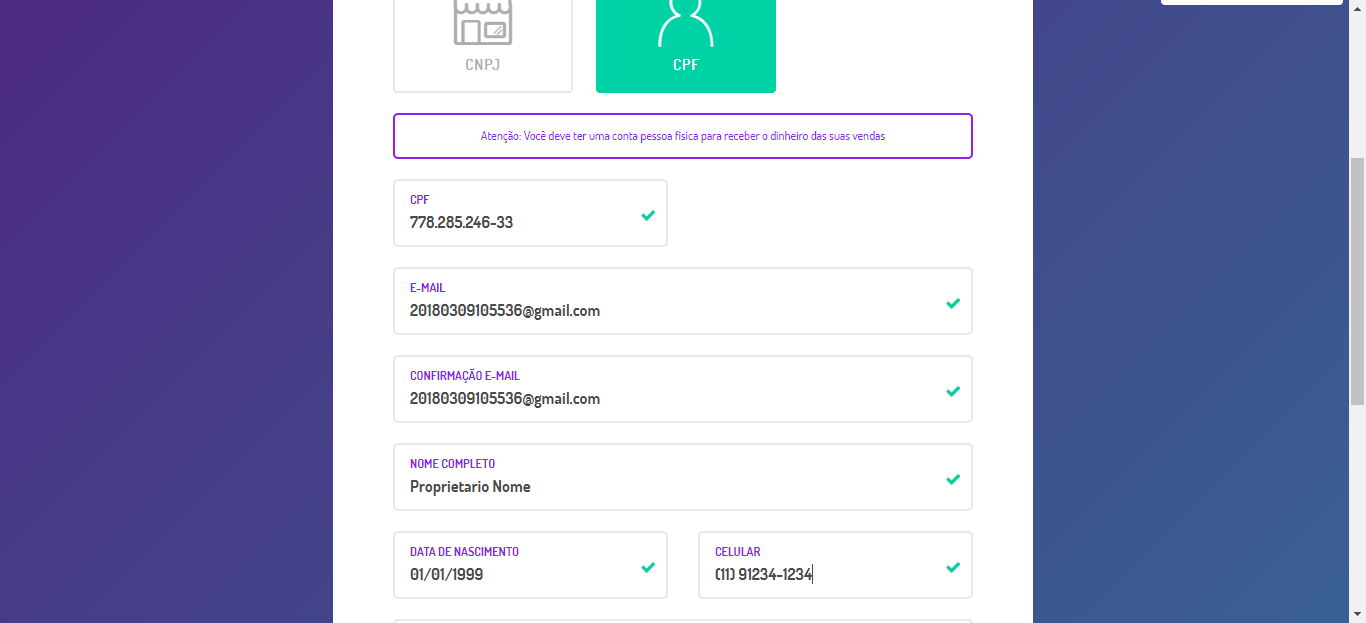 CNPJ
CPF
Atenção: Você deve ter uma conta pessoa física para receber o dinheiro das suas vendas
CPF
778.285.246-33
E-MAIL
20180309105536@gmail.com
CONFIRMAÇÃO E-MAIL
20180309105536@gmail.com
NOME COMPLETO
Proprietario Nome
DATA DE NASCIMENTO
01/01/1999
CELULAR
(11) 91234-1234